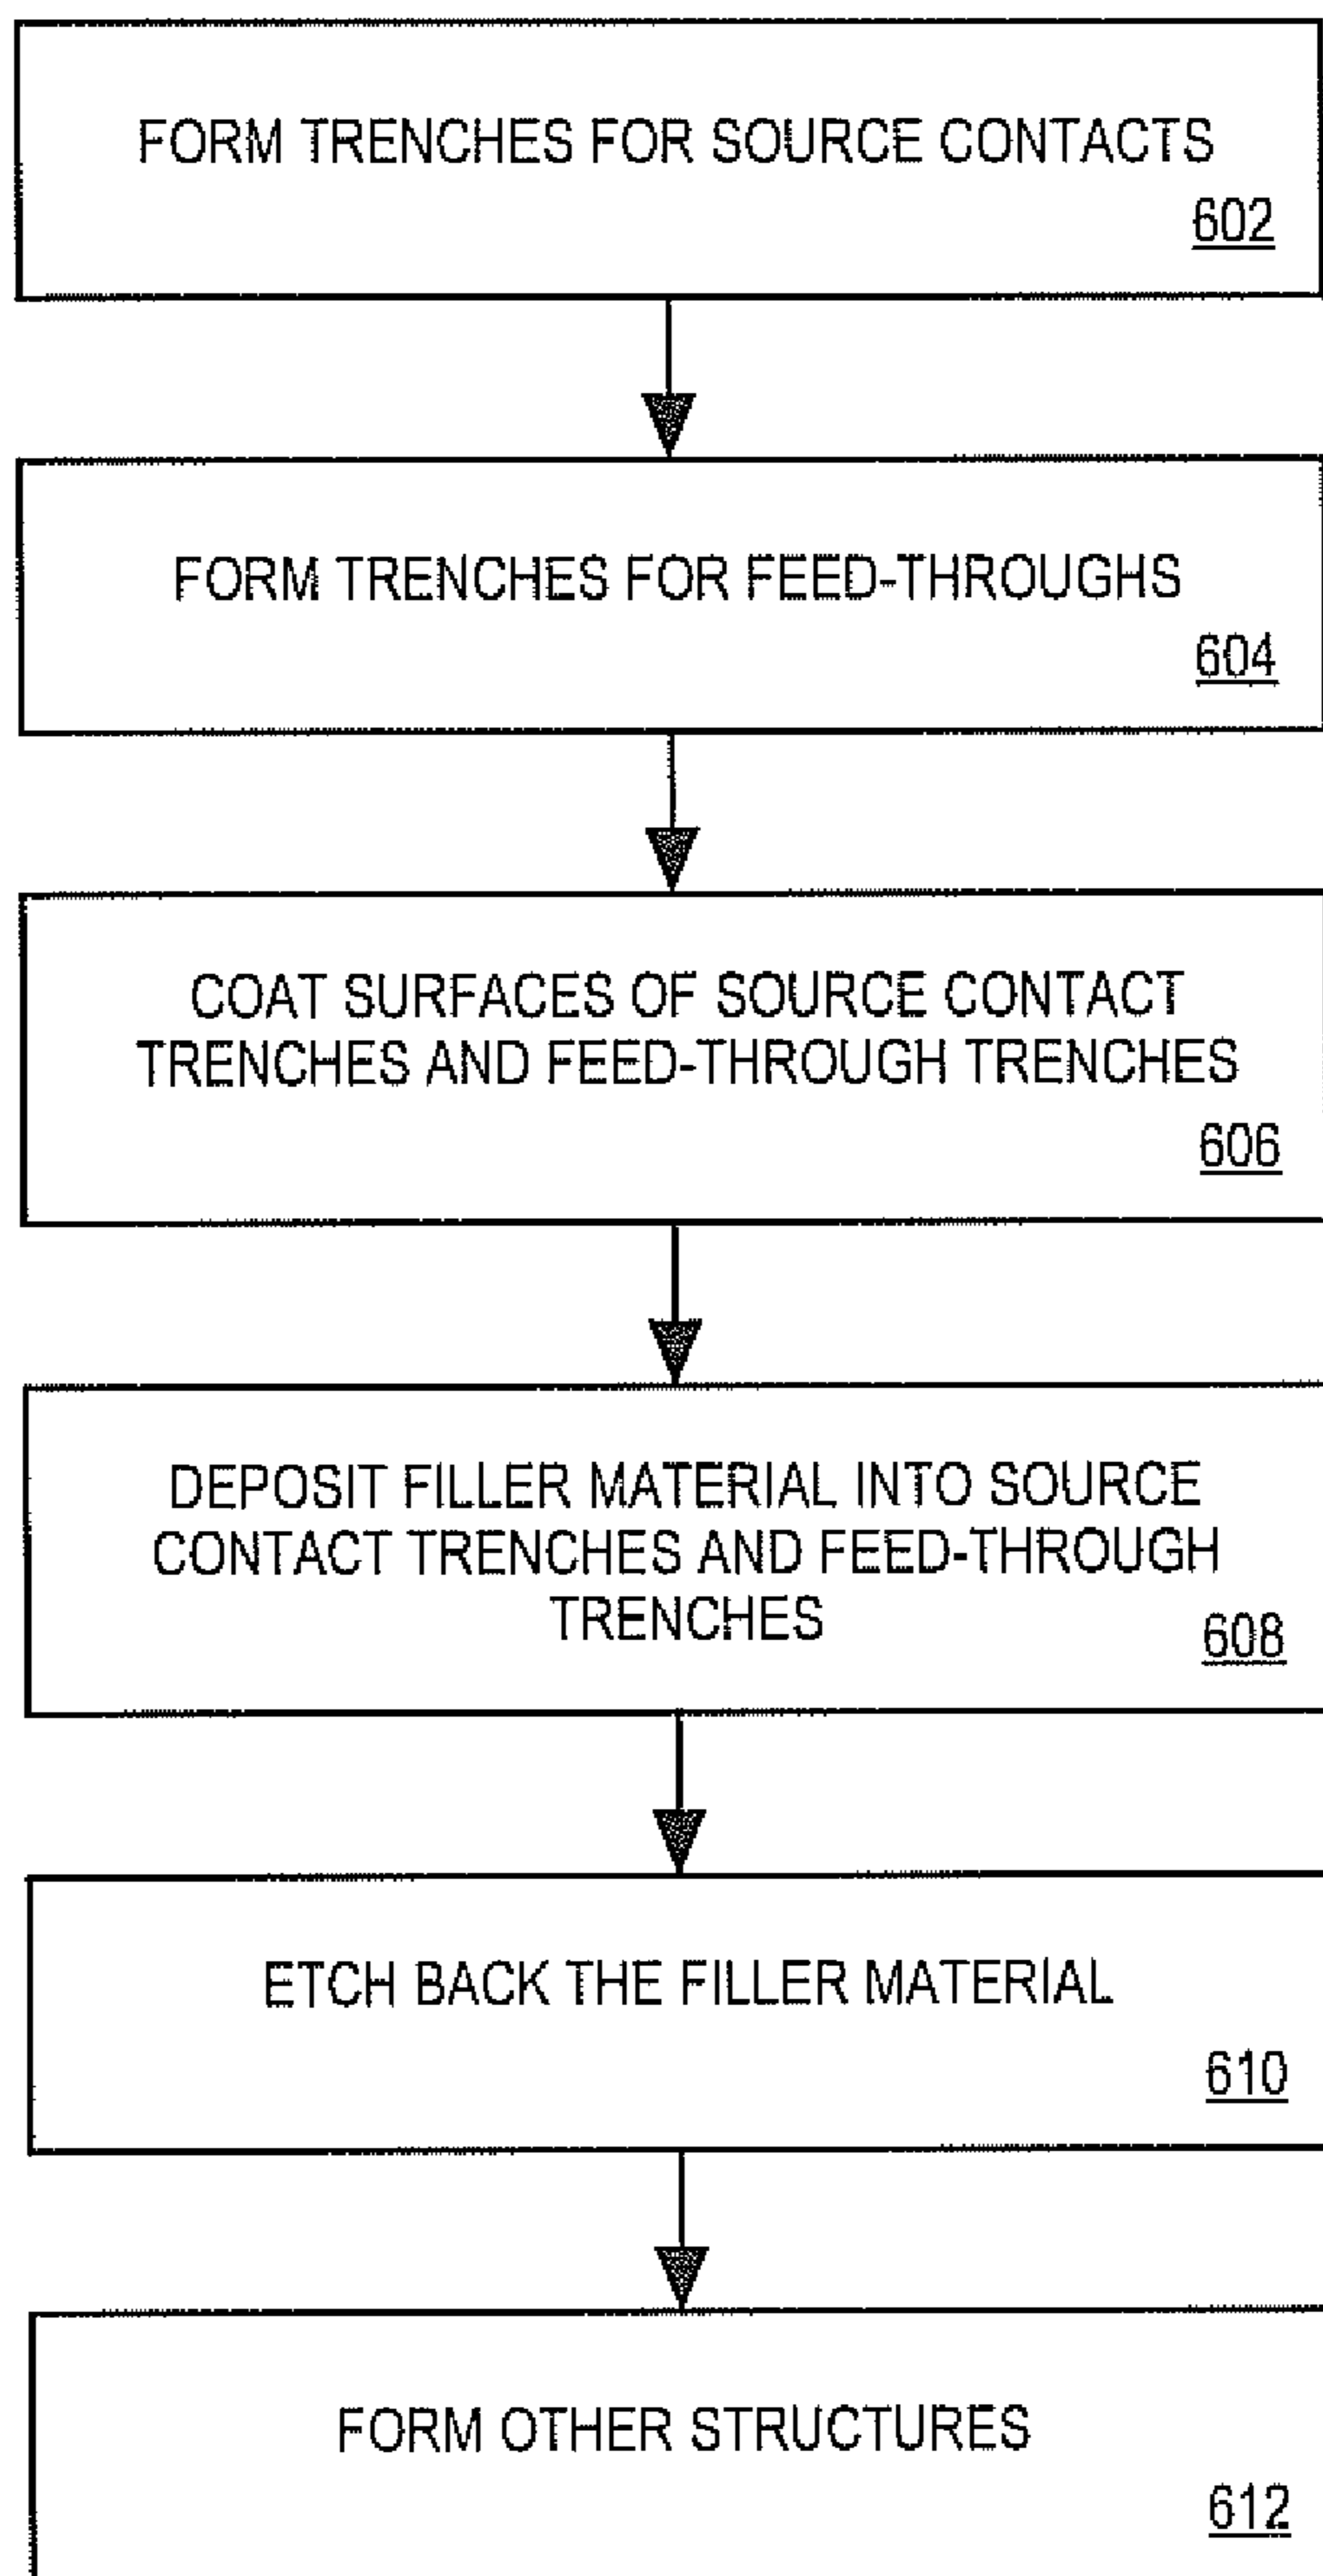 FORM TRENCHES FOR SOURCE CONTACTS
602
FORM TRENCHES FOR FEED-THROUGHS
604
COAT SURFACES OF SOURCE CONTACT
TRENCHES AND FEED-THROUGH TRENCHES
606
DEPOSIT FILLER MATERIAL INTO SOURCE
CONTACT TRENCHES AND FEED-THROUGH
TRENCHES
608
ETCH BACK THE FILLER MATERIAL
610
FORM OTHER STRUCTURES
612